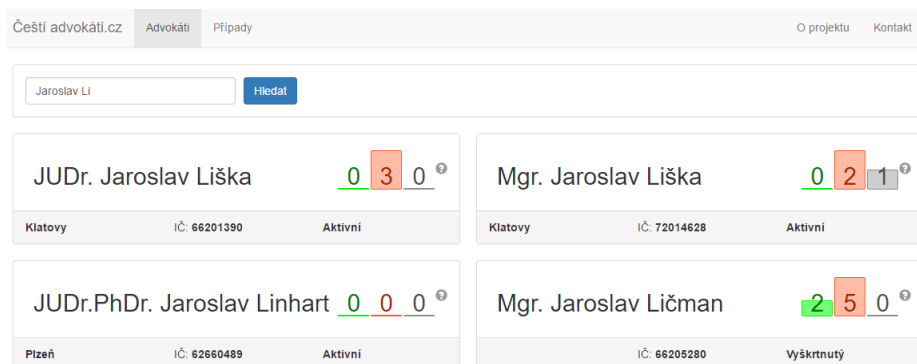 Čeští advokáti.cz Advokáti Případy O projektu Kontakt
Jaroslav Li Hledat
JUDr. Jaroslav Liška 0 3 0 ?
Klatovy IČ: 66201390 Aktivní
Mgr. Jaroslav Liška 0 2 1 ?
Klatovy IČ: 72014628 Aktivní
JUDr.PhDr. Jaroslav Linhart 0 0 0 ?
Plzeň IČ: 62660489 Aktivní
Mgr. Jaroslav Ličman 2 5 0 ?
IČ: 66205280 Vyškrtnutý